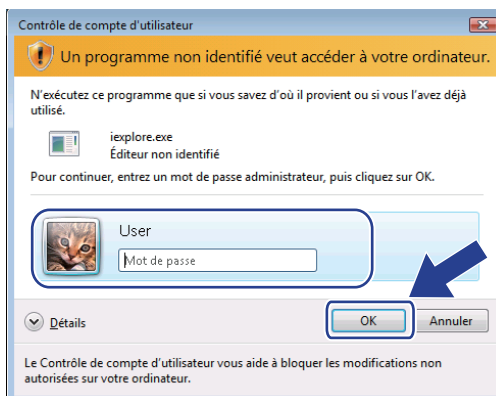 Contrôle de compte d'utilisateur
Un programme non identifié veut accéder à votre ordinateur.
N'exécutez ce programme que si vous savez d'où il provient ou si vous l'avez déjà
utilisé.
iexplore.exe
Éditeur non identifié
Pour continuer, entrez un mot de passe administrateur, puis cliquez sur OK.
User
Mot de passe
Détails
OK
Annuler
Le Contrôle de compte d'utilisateur vous aide à bloquer les modifications non
autorisées sur votre ordinateur.